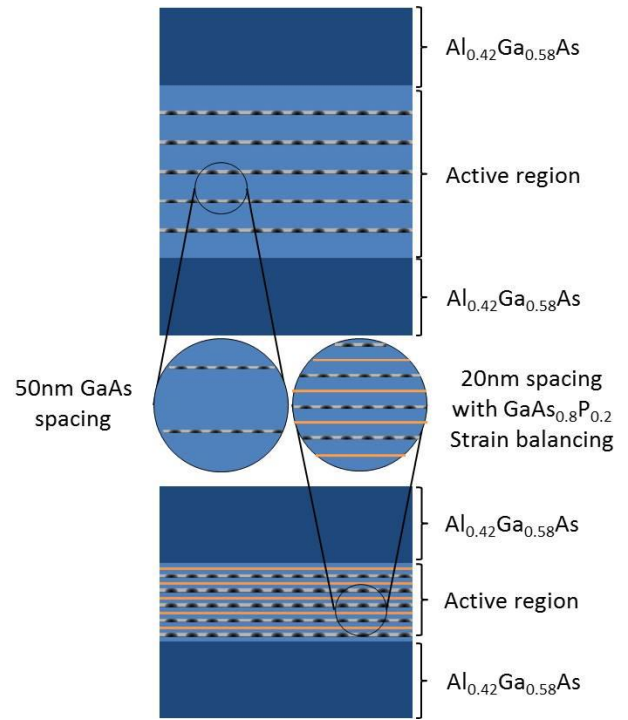 Al₀.₄₂Ga₀.₅₈As
Active region
Al₀.₄₂Ga₀.₅₈As
50nm GaAs
spacing
20nm spacing
with GaAs₀.₈P₀.₂
Strain balancing
Al₀.₄₂Ga₀.₅₈As
Active region
Al₀.₄₂Ga₀.₅₈As